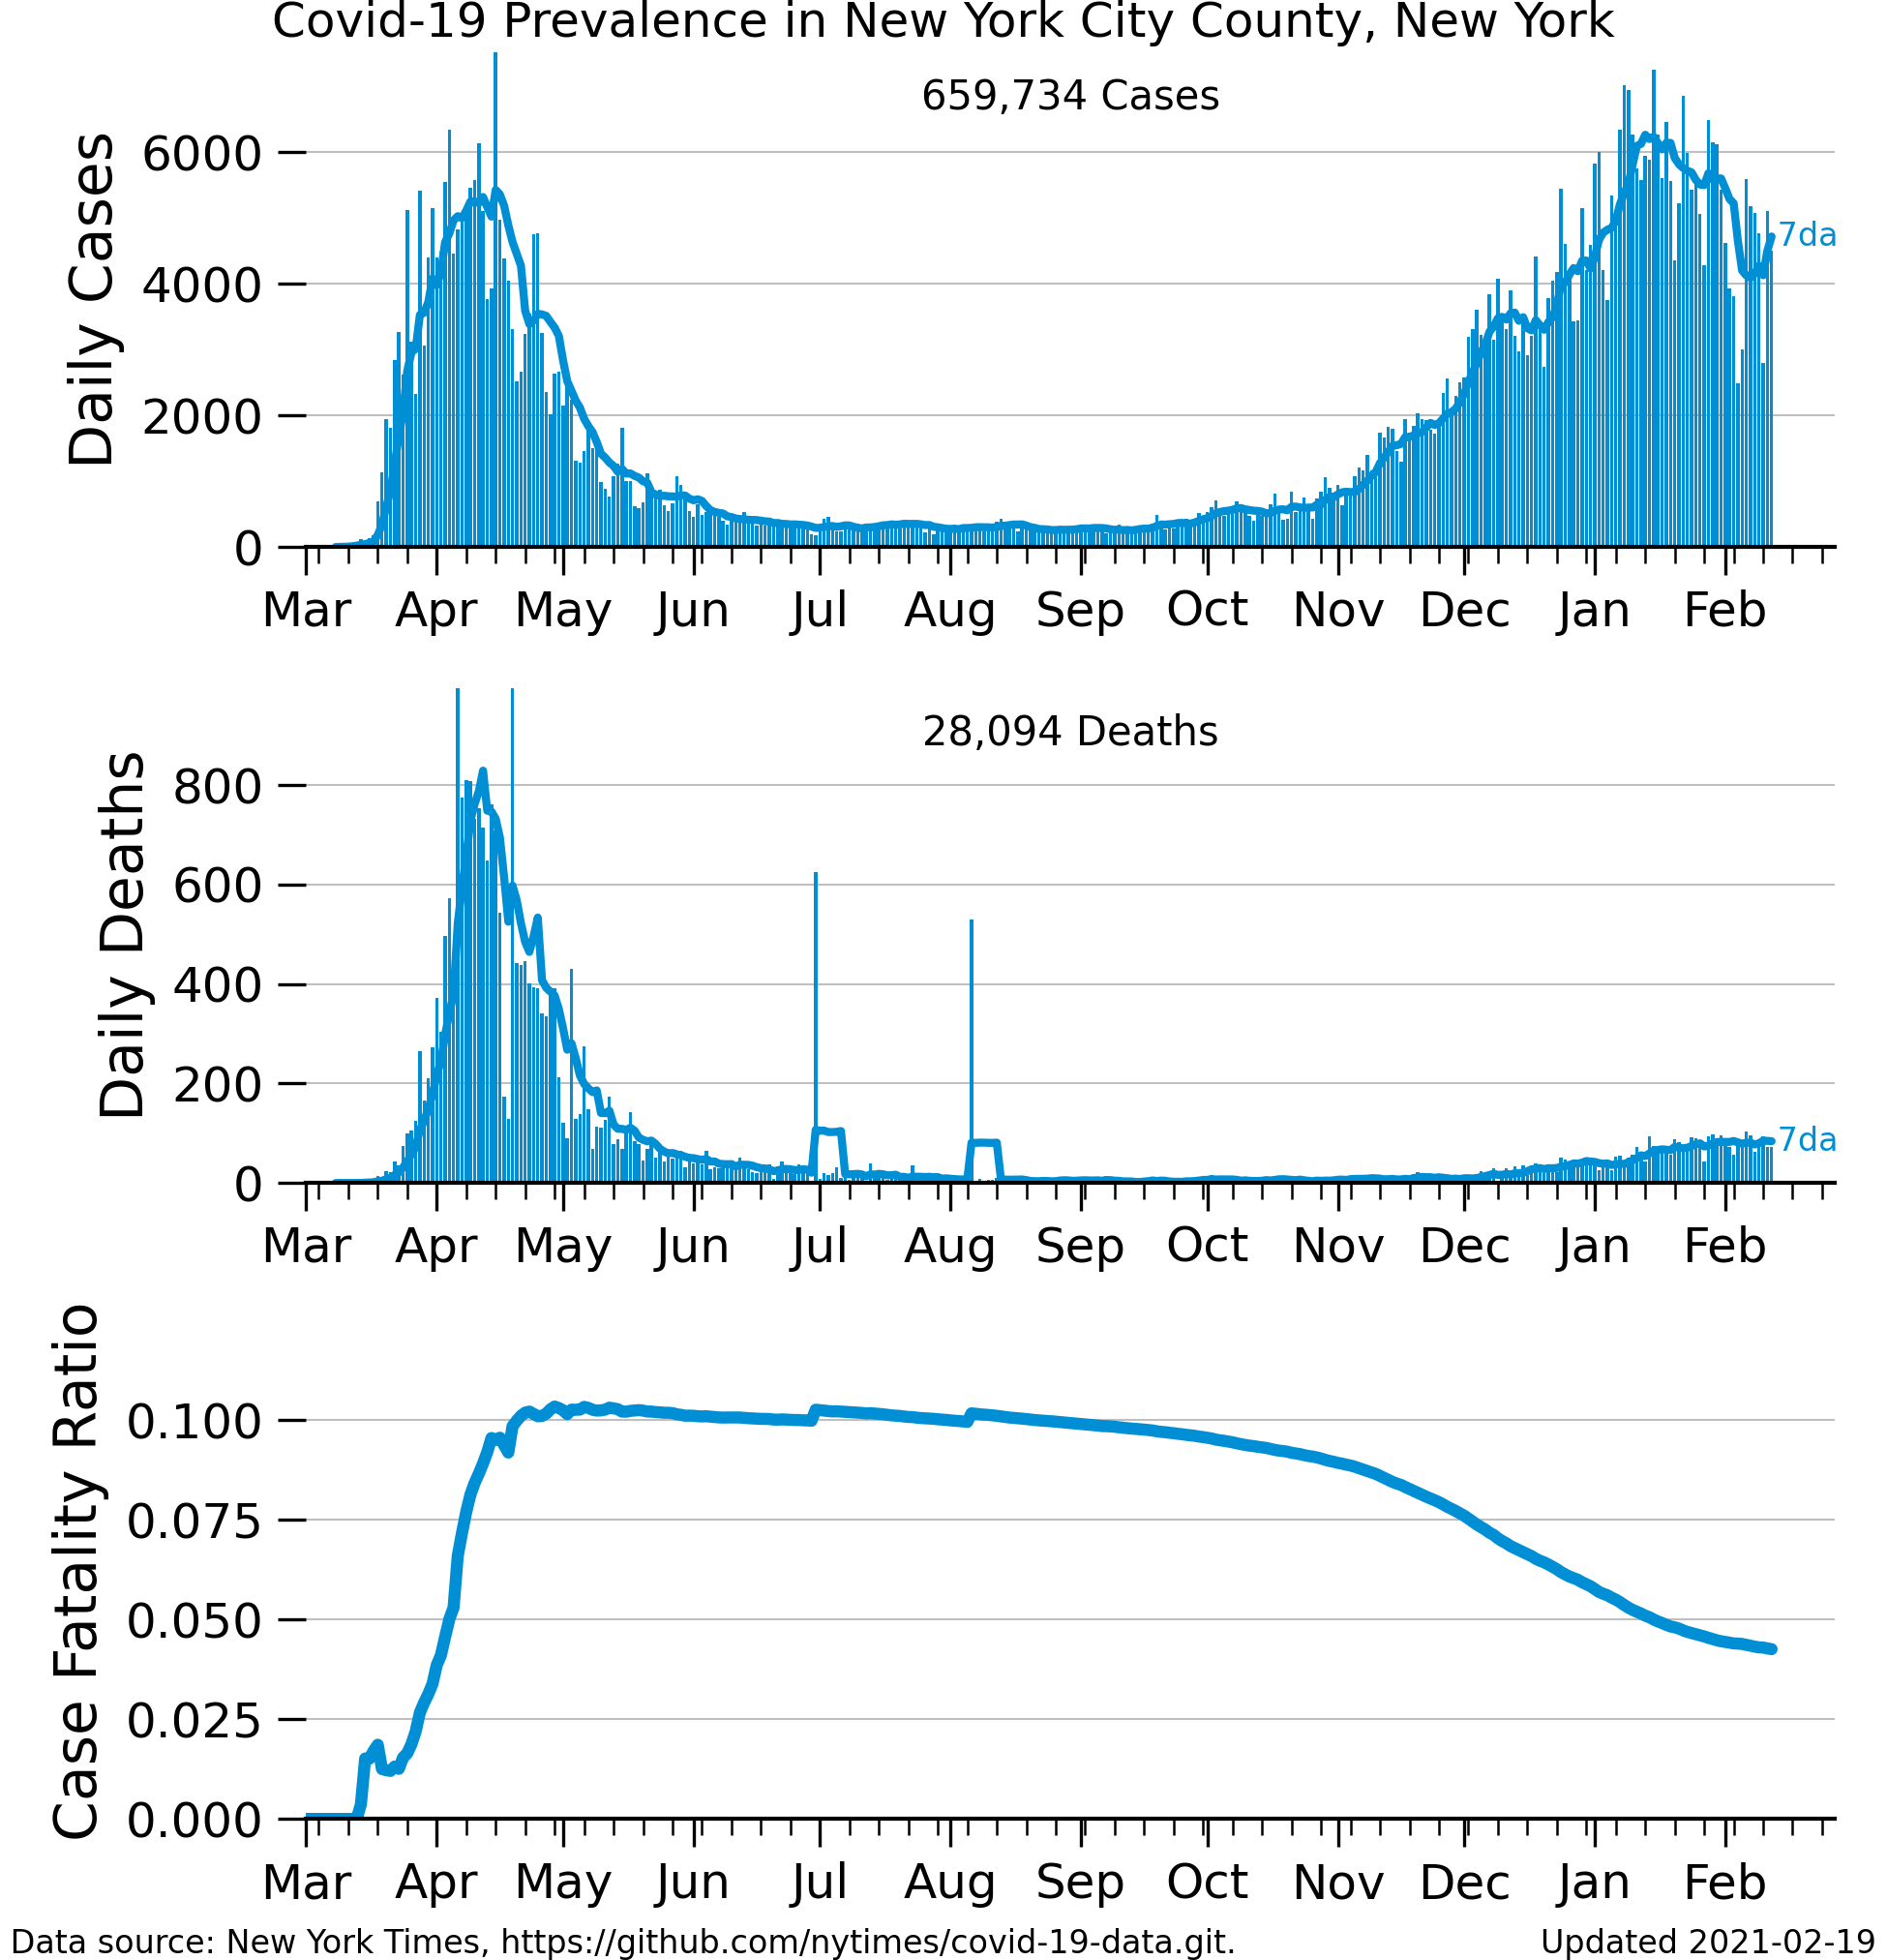 Covid-19 Prevalence in New York City County, New York
659,734 Cases
Daily Cases
6000
4000
2000
0
7da
Mar Apr May Jun Jul Aug Sep Oct Nov Dec Jan Feb
28,094 Deaths
Daily Deaths
800
600
400
200
0
7da
Mar Apr May Jun Jul Aug Sep Oct Nov Dec Jan Feb
Case Fatality Ratio
0.100
0.075
0.050
0.025
0.000
Mar Apr May Jun Jul Aug Sep Oct Nov Dec Jan Feb
Data source: New York Times, https://github.com/nytimes/covid-19-data.git.
Updated 2021-02-19